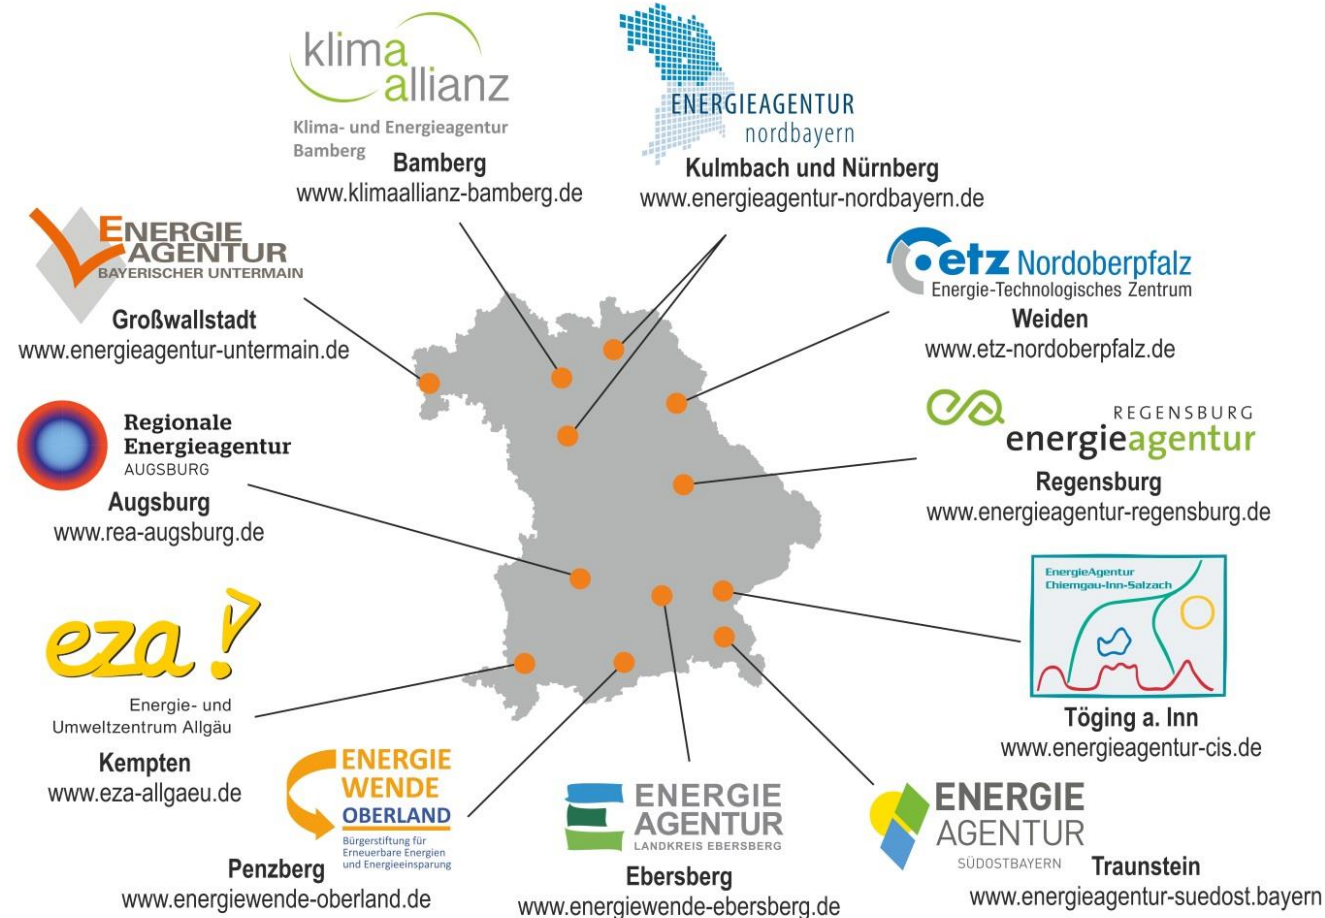 klima
allianz
Klima- und Energieagentur
Bamberg
Bamberg
www.klimaallianz-bamberg.de
ENERGIEAGENTUR
nordbayern
Kulmbach und Nürnberg
www.energieagentur-nordbayern.de
ENERGIE
AGENTUR
BAYERISCHER UNTERMAIN
Großwallstadt
www.energieagentur-untermain.de
etz Nordoberpfalz
Energie-Technologisches Zentrum
Weiden
www.etz-nordoberpfalz.de
Regionale
Energieagentur
AUGSBURG
Augsburg
www.rea-augsburg.de
ea
REGENSBURG
energieagentur
Regensburg
www.energieagentur-regensburg.de
eza!
Energie- und
Umweltzentrum Allgäu
Kempten
www.eza-allgaeu.de
EnergieAgentur
Chiemgau-Inn-Salzach
Töging a. Inn
www.energieagentur-cis.de
ENERGIE
WENDE
OBERLAND
Bürgerstiftung für
Erneuerbare Energien
und Energieeinsparung
Penzberg
www.energiewende-oberland.de
ENERGIE
AGENTUR
LANDKREIS EBERSBERG
Ebersberg
www.energiewende-ebersberg.de
ENERGIE
AGENTUR
SÜDOSTBAYERN
Traunstein
www.energieagentur-suedost.bayern